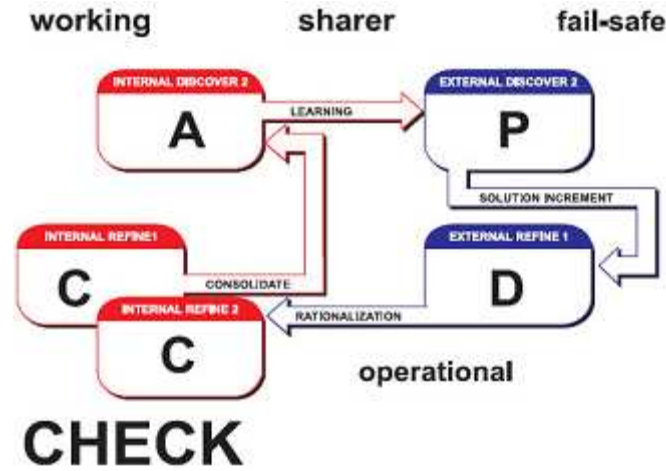 working sharer fail-safe
INTERNAL DISCOVER 2 EXTERNAL DISCOVER 2
A LEARNING P
SOLUTION INCREMENT
INTERNAL REFINE1 EXTERNAL REFINE 1
C CONSOLIDATE D
INTERNAL REFINE 2 RATIONALIZATION
C
operational
CHECK